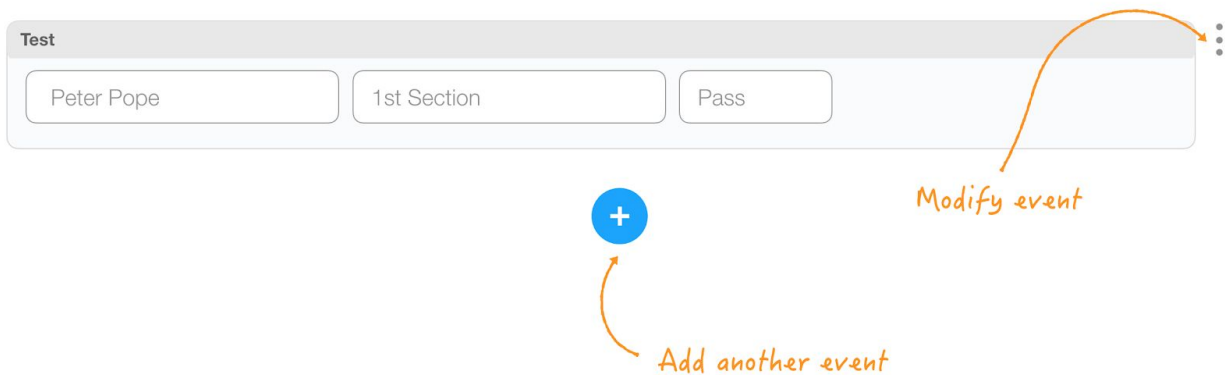 Test
Peter Pope 1st Section Pass
Modify event
+
Add another event